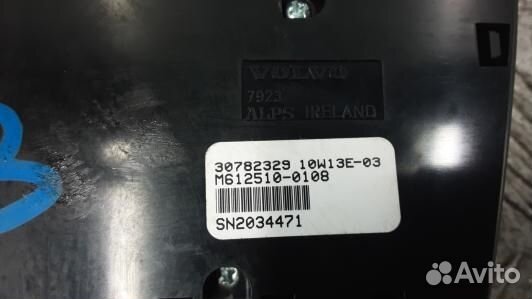 VOLVO
7923
ALPS IRELAND
D
30782329 10W13E-03
M612510-0108
SN2034471
Avito